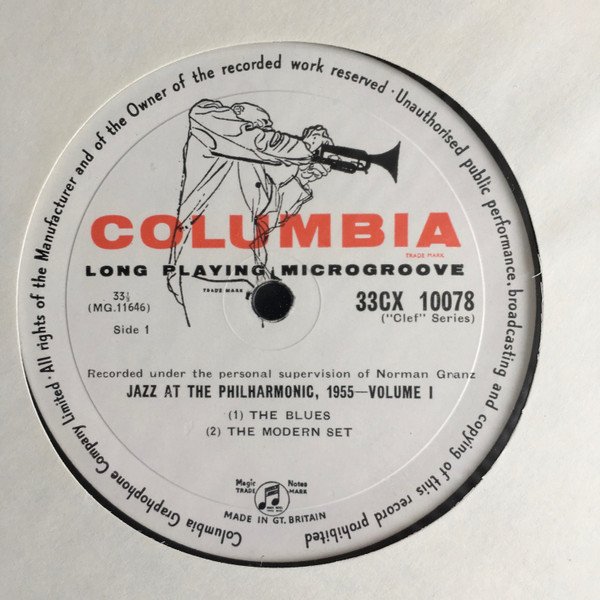 Columbia Graphophone Company Limited · All rights of the Manufacturer and of the Owner of the recorded work reserved · Unauthorised public performance, broadcasting and copying of this record prohibited
COLUMBIA
TRADE MARK
LONG PLAYING MICROGROOVE
TRADE MARK
33⅓
(MG.11646)
Side 1
33CX 10078
("Clef" Series)
Recorded under the personal supervision of Norman Granz
JAZZ AT THE PHILHARMONIC, 1955—VOLUME I
(1) THE BLUES
(2) THE MODERN SET
Magic Notes
TRADE MARK
MADE IN GT. BRITAIN